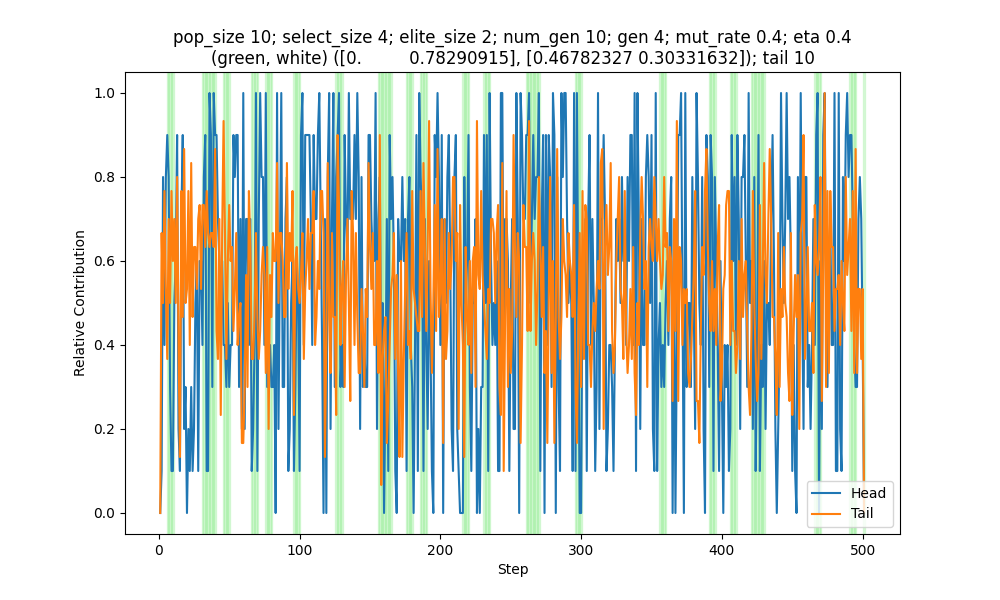 pop_size 10; select_size 4; elite_size 2; num_gen 10; gen 4; mut_rate 0.4; eta 0.4
(green, white) ([0.         0.78290915], [0.46782327 0.30331632]); tail 10
1.0
0.8
0.6
0.4
0.2
0.0
Relative Contribution
Head
Tail
0 100 200 300 400 500
Step